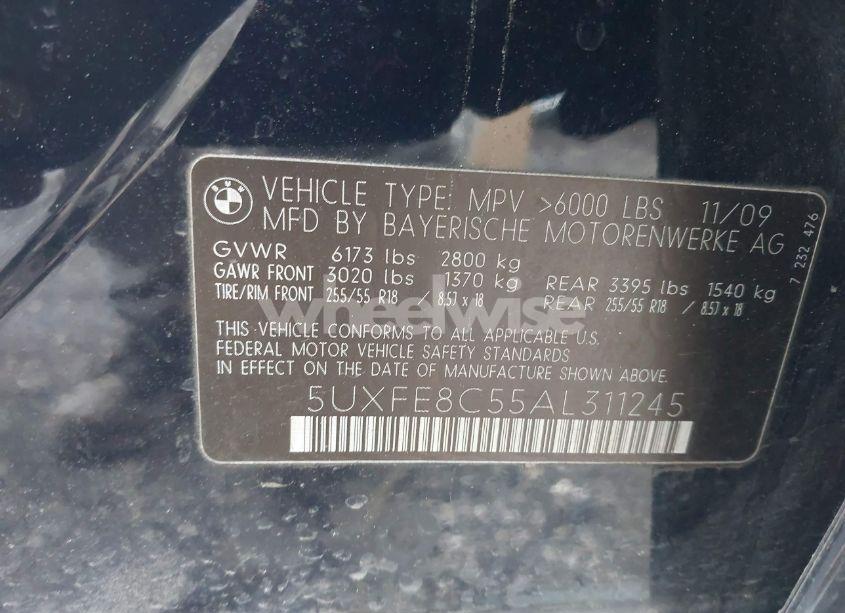 BMW
VEHICLE TYPE: MPV >6000 LBS 11/09
MFD BY BAYERISCHE MOTORENWERKE AG
GVWR 6173 lbs 2800 kg
GAWR FRONT 3020 lbs 1370 kg REAR 3395 lbs 1540 kg
TIRE/RIM FRONT 255/55 R18 / 8.5J x 18 REAR 255/55 R18 / 8.5J x 18
THIS VEHICLE CONFORMS TO ALL APPLICABLE U.S.
FEDERAL MOTOR VEHICLE SAFETY STANDARDS
IN EFFECT ON THE DATE OF MANUFACTURE SHOWN ABOVE.
5UXFE8C55AL311245
7 232 476
wheelwise